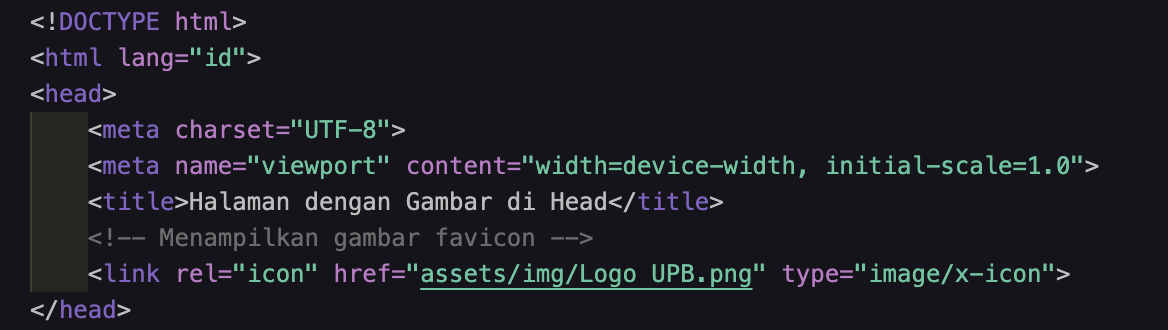 <!DOCTYPE html>
<html lang="id">
<head>
    <meta charset="UTF-8">
    <meta name="viewport" content="width=device-width, initial-scale=1.0">
    <title>Halaman dengan Gambar di Head</title>
    <!-- Menampilkan gambar favicon -->
    <link rel="icon" href="assets/img/Logo UPB.png" type="image/x-icon">
</head>